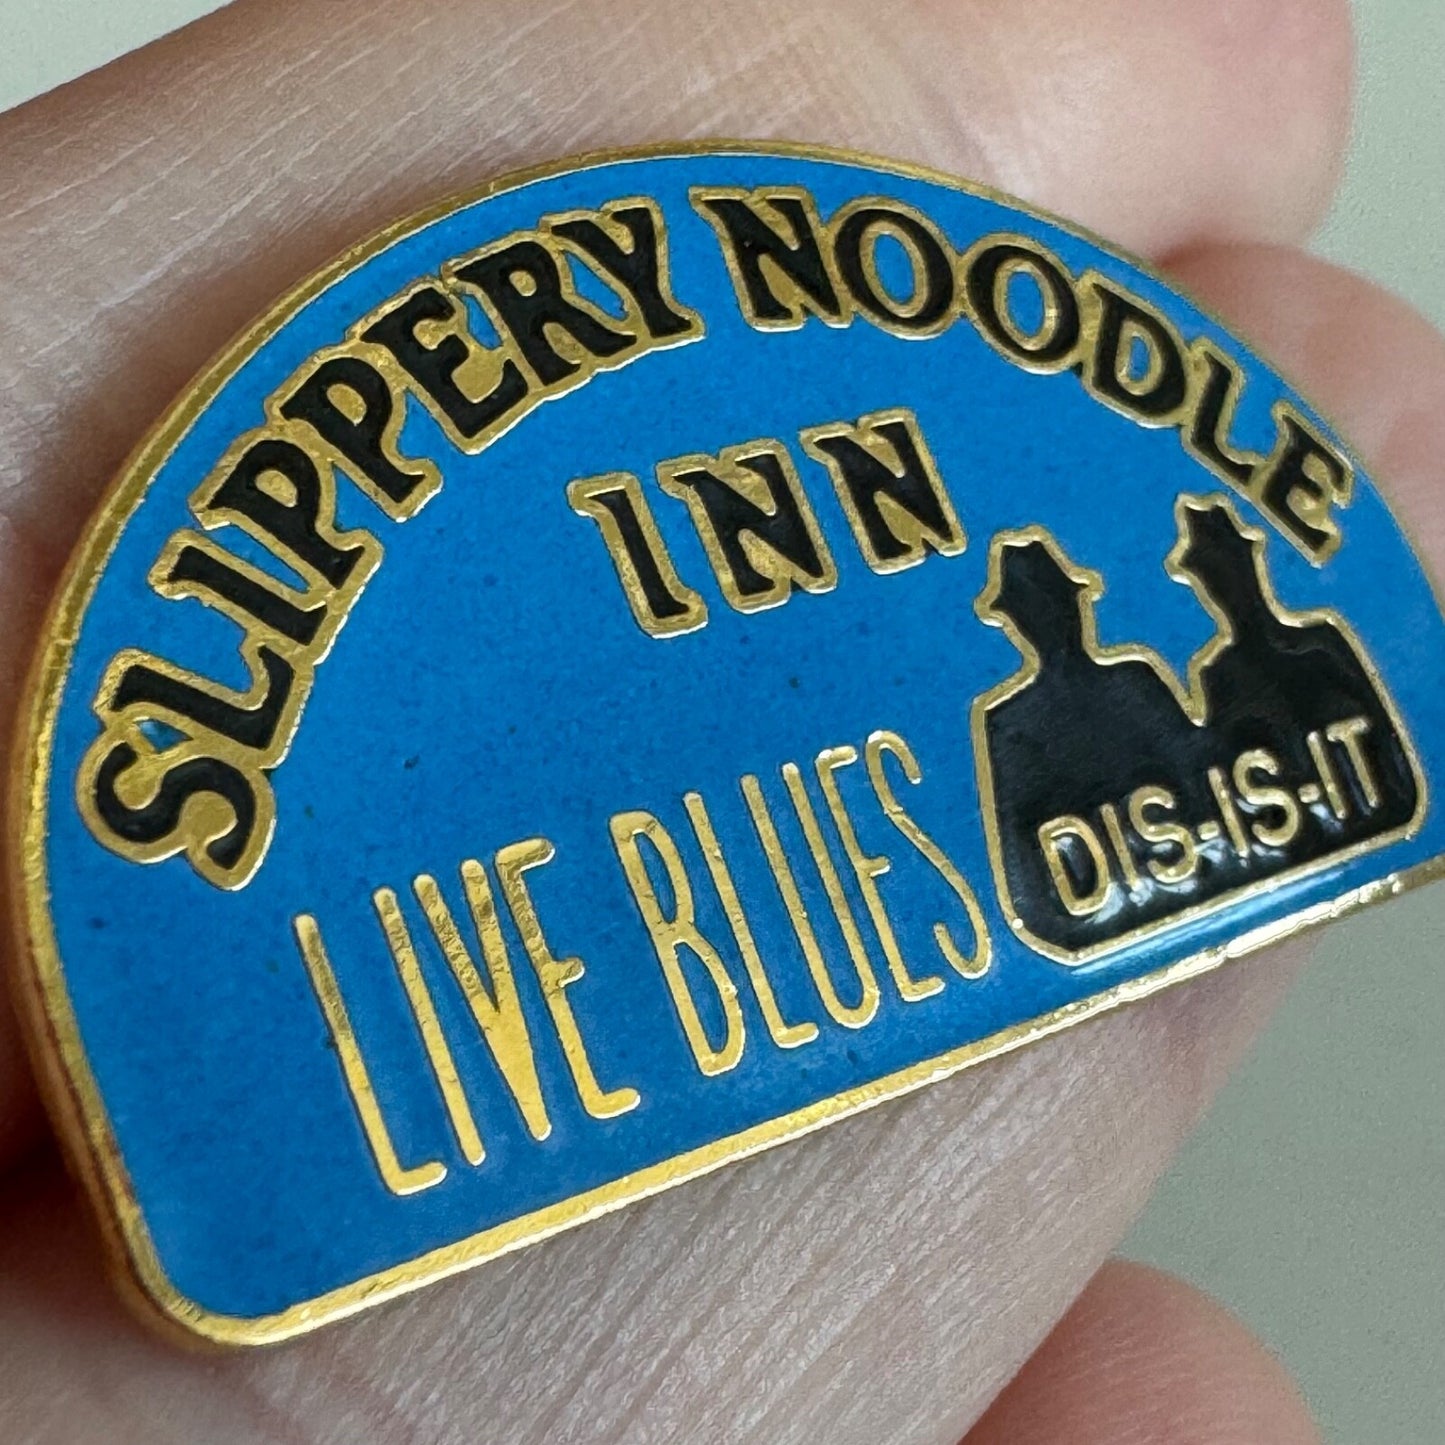 SLIPPERY NOODLE
INN
LIVE BLUES
DIS-IS-IT